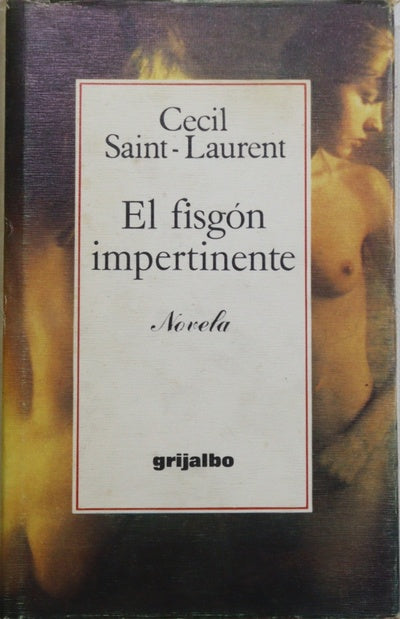 Cecil
Saint-Laurent
El fisgón
impertinente
Novela
grijalbo